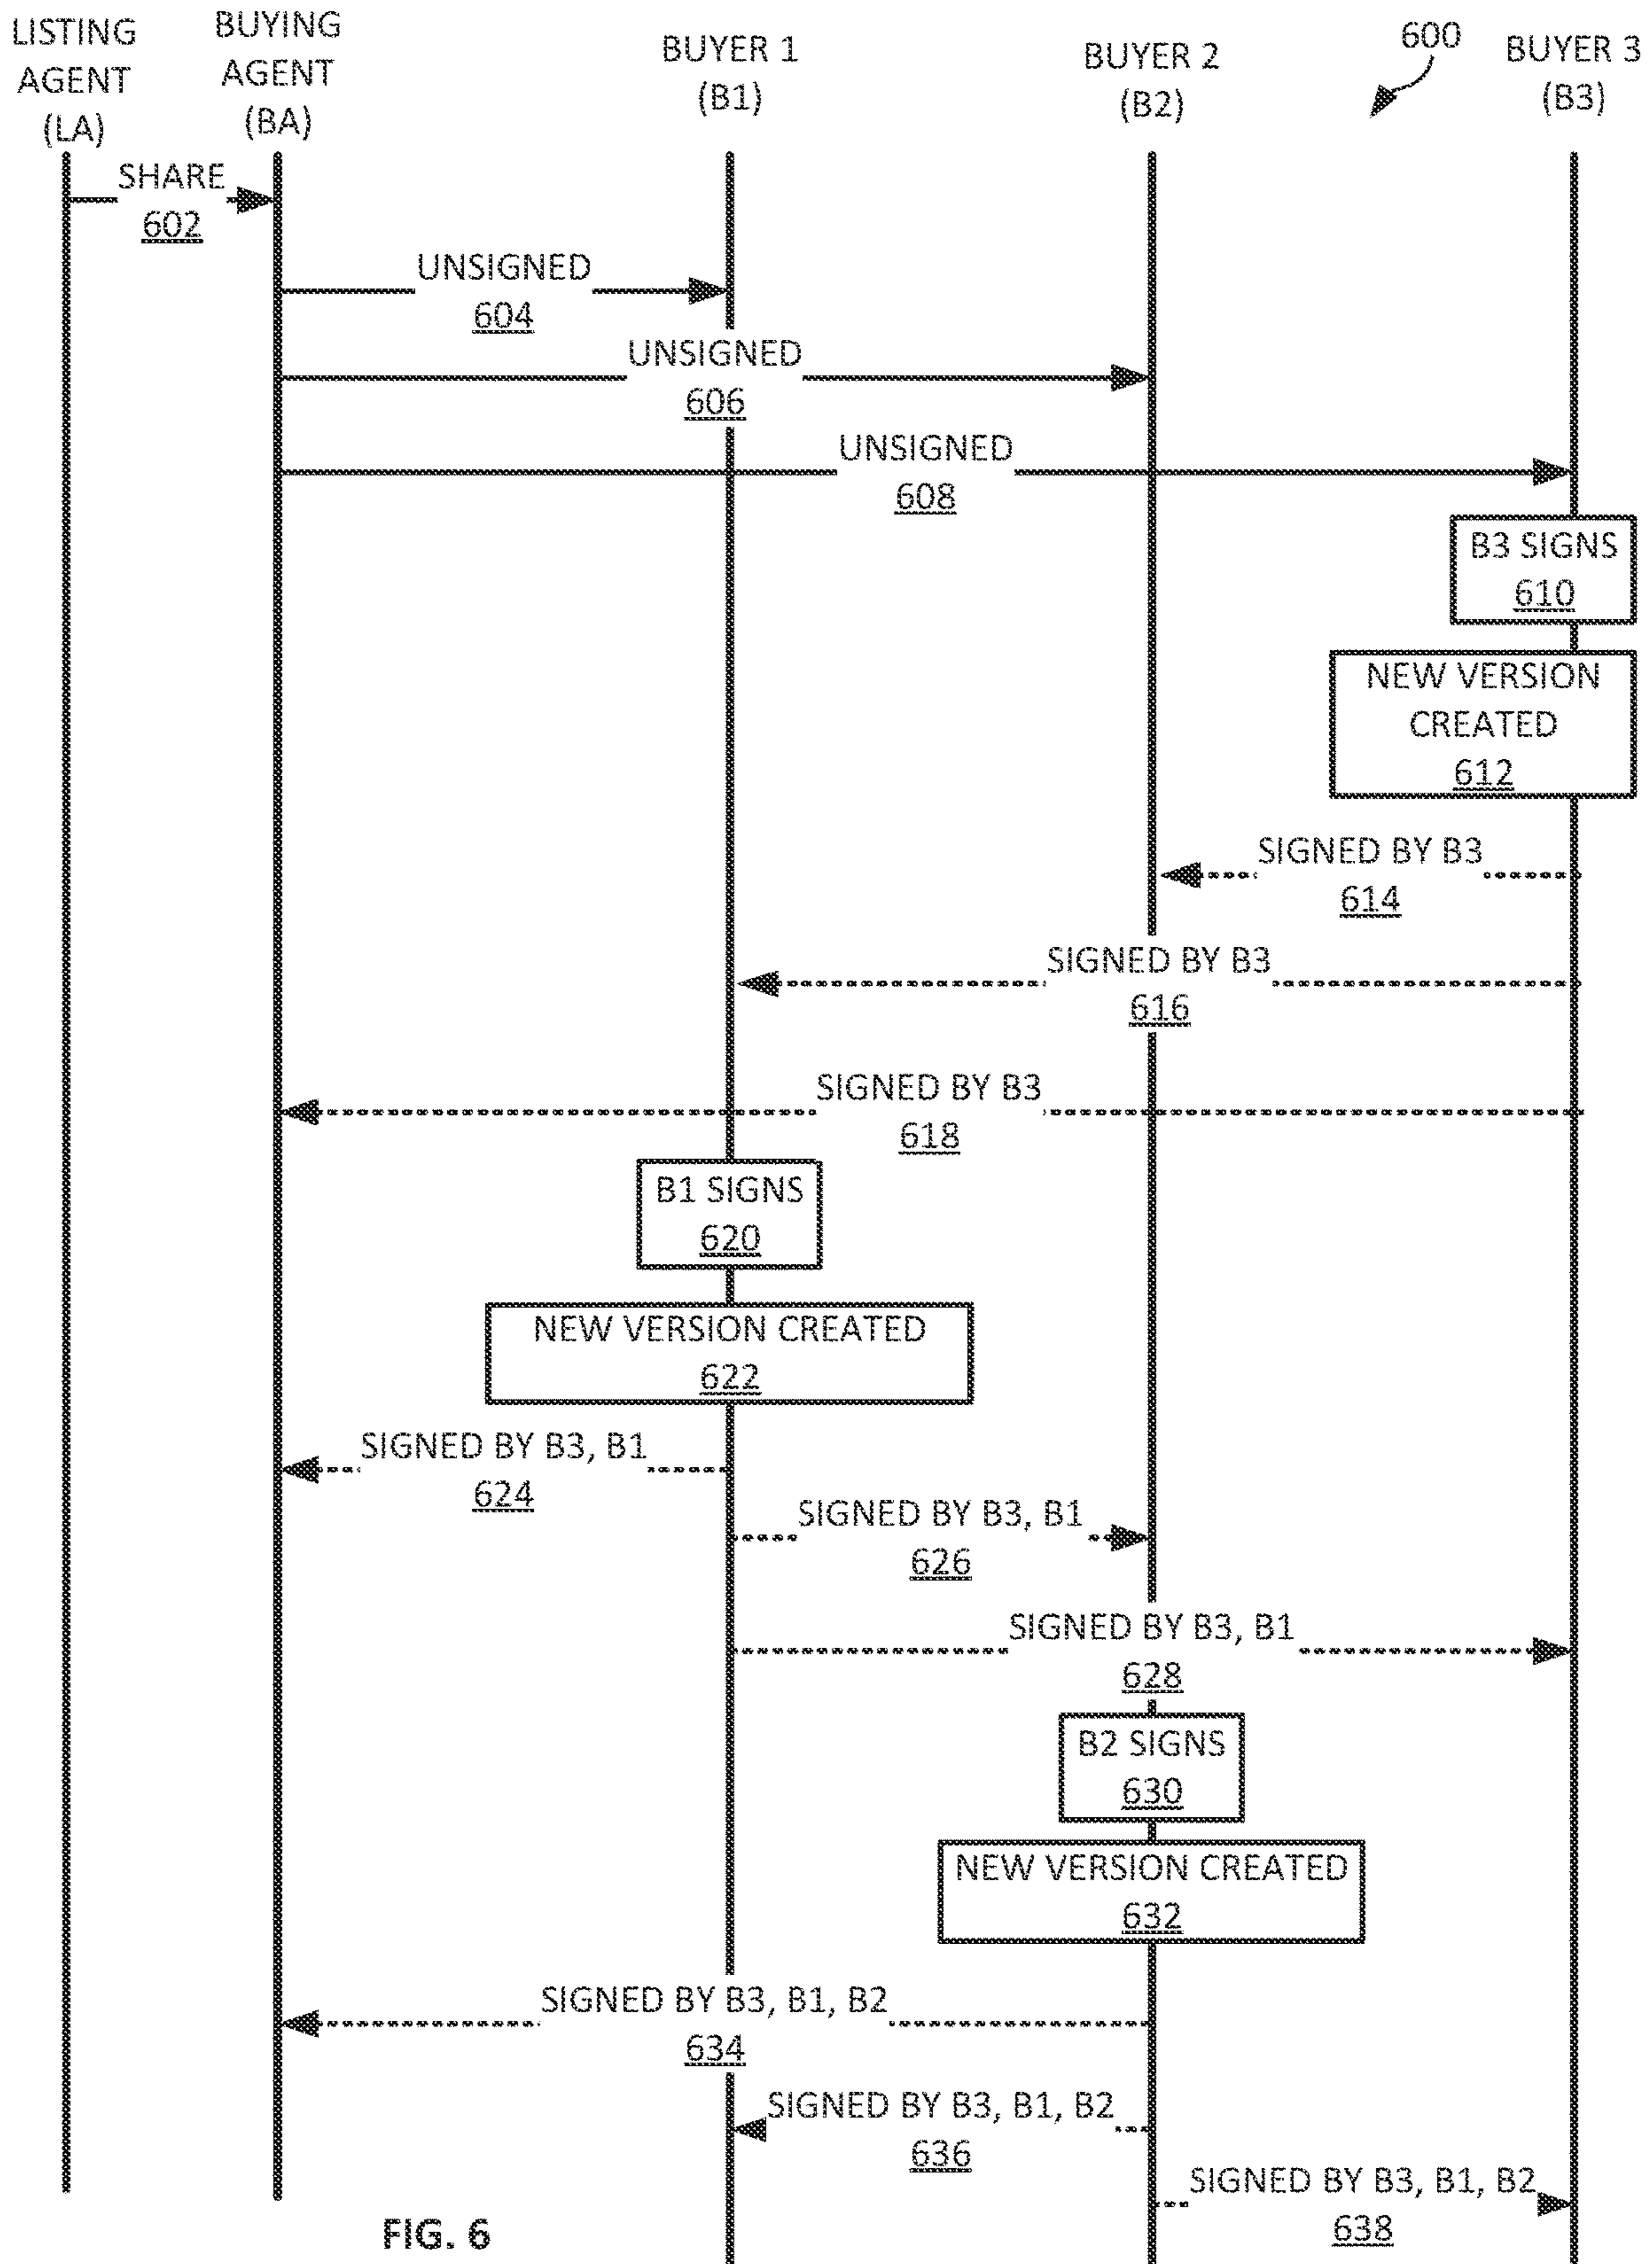 LISTING
AGENT
(LA)
BUYING
AGENT
(BA)
BUYER 1
(B1)
BUYER 2
(B2)
600
BUYER 3
(B3)
SHARE
602
UNSIGNED
604
UNSIGNED
606
UNSIGNED
608
B3 SIGNS
610
NEW VERSION
CREATED
612
SIGNED BY B3
614
SIGNED BY B3
616
SIGNED BY B3
618
B1 SIGNS
620
NEW VERSION CREATED
622
SIGNED BY B3, B1
624
SIGNED BY B3, B1
626
SIGNED BY B3, B1
628
B2 SIGNS
630
NEW VERSION CREATED
632
SIGNED BY B3, B1, B2
634
SIGNED BY B3, B1, B2
636
SIGNED BY B3, B1, B2
638
FIG. 6